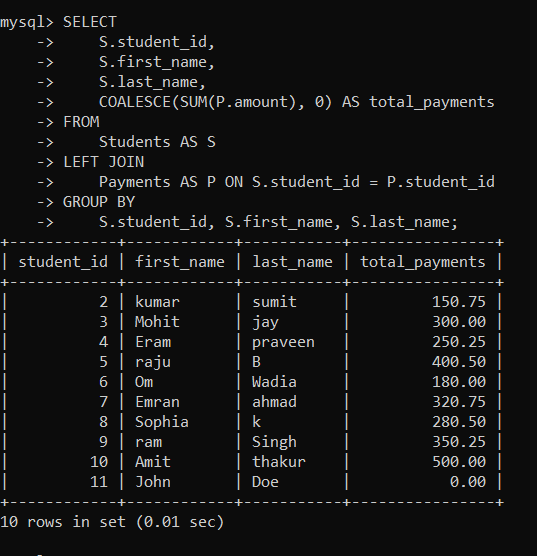 mysql> SELECT
    ->     S.student_id,
    ->     S.first_name,
    ->     S.last_name,
    ->     COALESCE(SUM(P.amount), 0) AS total_payments
    -> FROM
    ->     Students AS S
    -> LEFT JOIN
    ->     Payments AS P ON S.student_id = P.student_id
    -> GROUP BY
    ->     S.student_id, S.first_name, S.last_name;
+------------+------------+-----------+----------------+
| student_id | first_name | last_name | total_payments |
+------------+------------+-----------+----------------+
|          2 | kumar      | sumit     |         150.75 |
|          3 | Mohit      | jay       |         300.00 |
|          4 | Eram       | praveen   |         250.25 |
|          5 | raju       | B         |         400.50 |
|          6 | Om         | Wadia     |         180.00 |
|          7 | Emran      | ahmad     |         320.75 |
|          8 | Sophia     | k         |         280.50 |
|          9 | ram        | Singh     |         350.25 |
|         10 | Amit       | thakur    |         500.00 |
|         11 | John       | Doe       |           0.00 |
+------------+------------+-----------+----------------+
10 rows in set (0.01 sec)